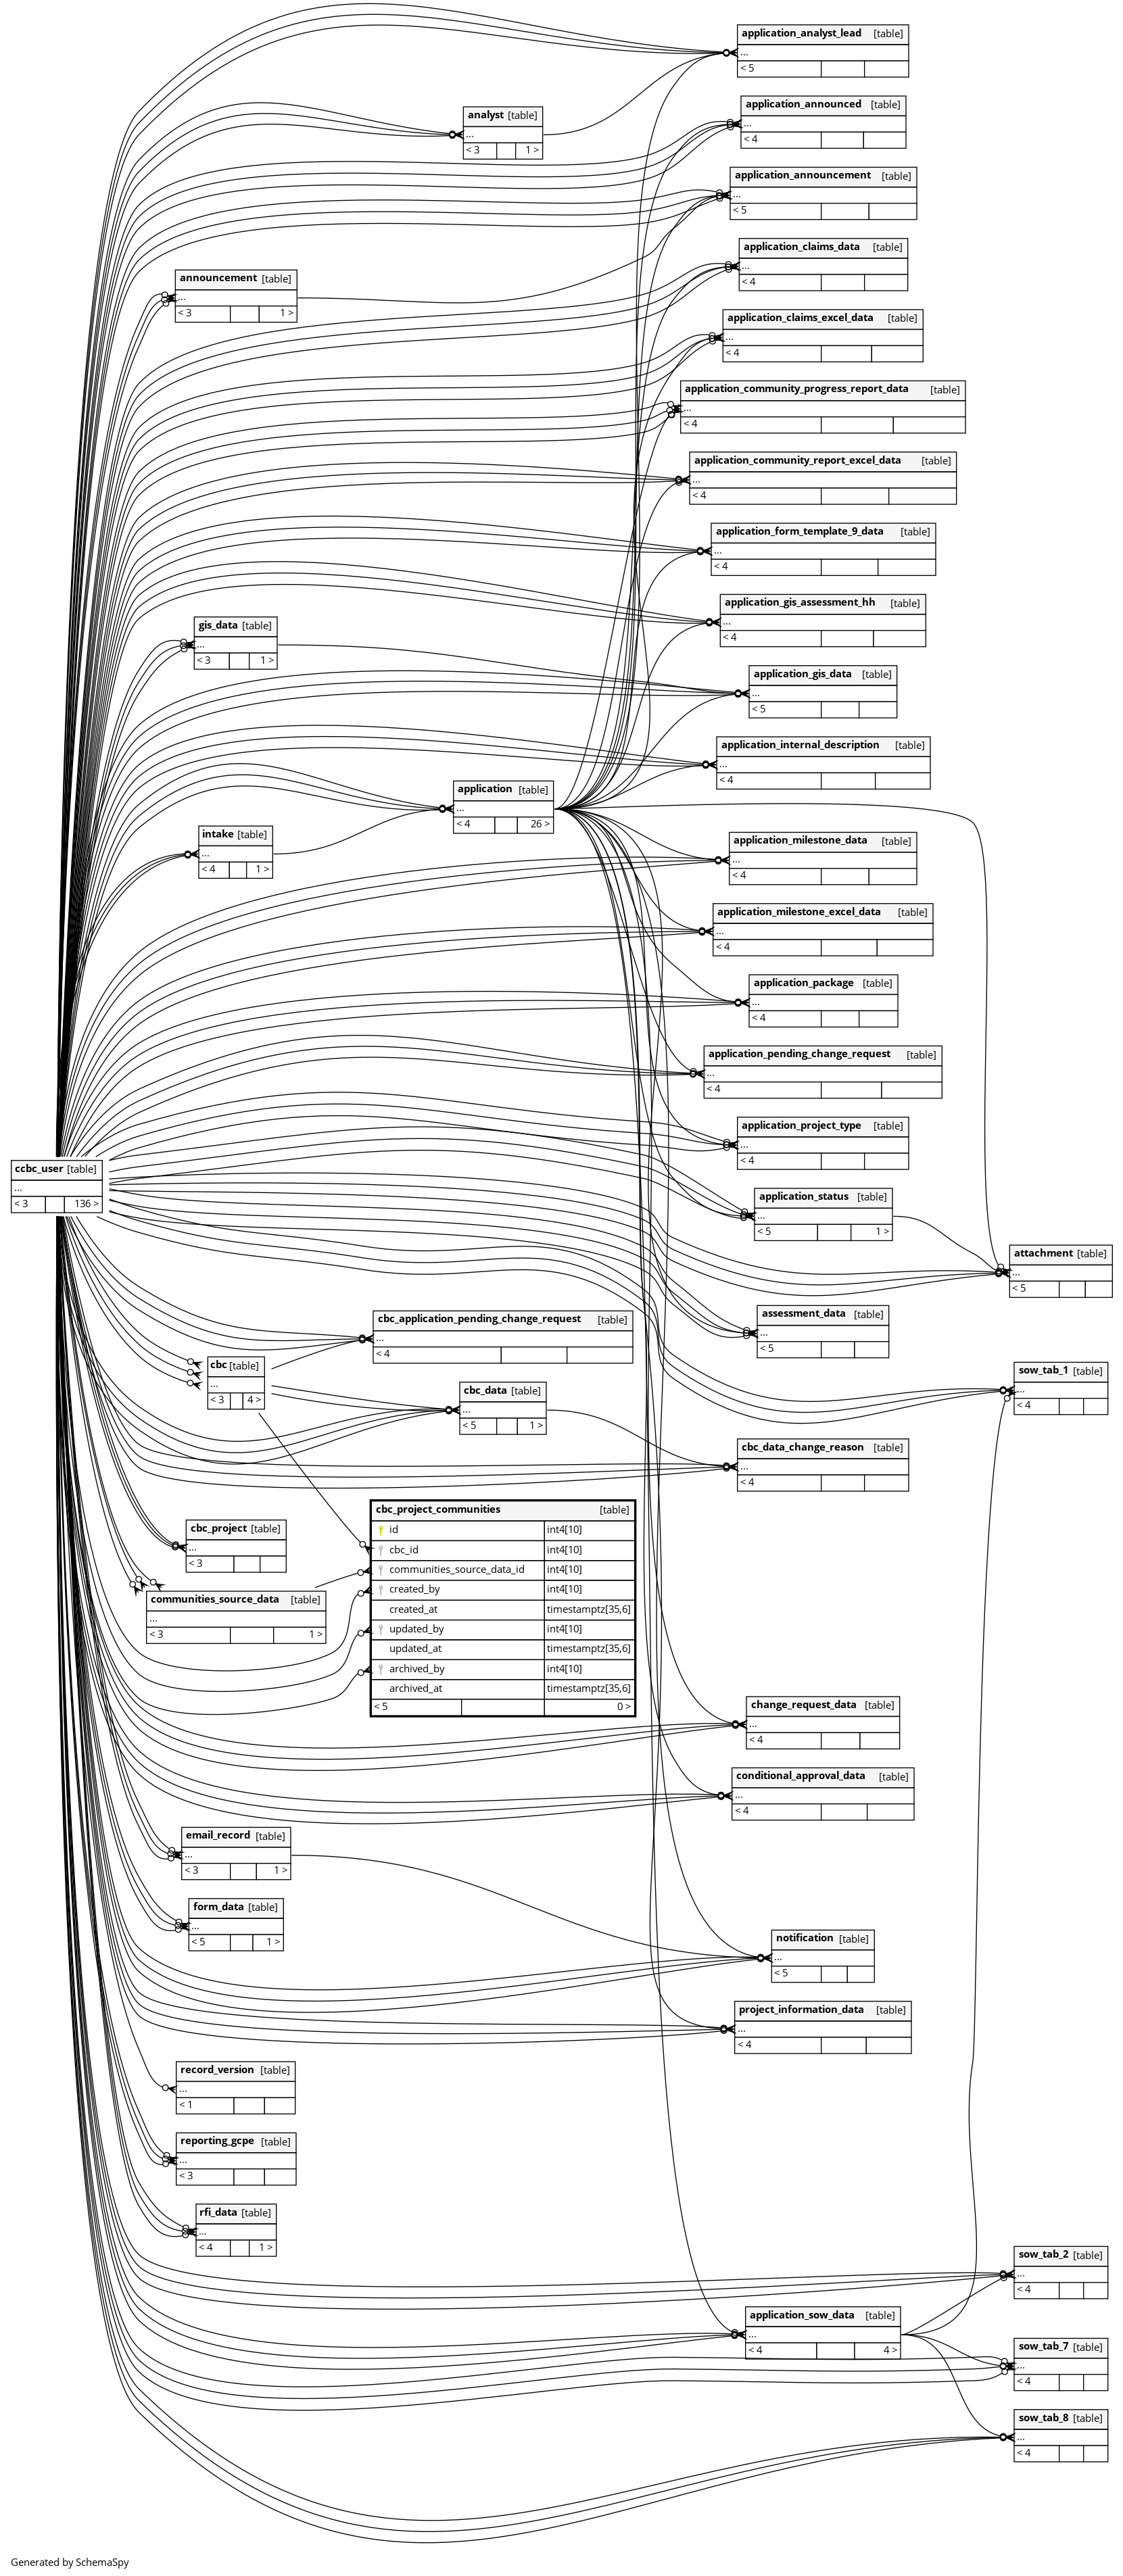 application_analyst_lead [table]
...
< 5
application_announced [table]
...
< 4
analyst [table]
...
< 3 1 >
application_announcement [table]
...
< 5
application_claims_data [table]
...
< 4
announcement [table]
...
< 3 1 >
application_claims_excel_data [table]
...
< 4
application_community_progress_report_data [table]
...
< 4
application_community_report_excel_data [table]
...
< 4
application_form_template_9_data [table]
...
< 4
application_gis_assessment_hh [table]
...
< 4
gis_data [table]
...
< 3 1 >
application_gis_data [table]
...
< 5
application_internal_description [table]
...
< 4
application [table]
...
< 4 26 >
intake [table]
...
< 4 1 >
application_milestone_data [table]
...
< 4
application_milestone_excel_data [table]
...
< 4
application_package [table]
...
< 4
application_pending_change_request [table]
...
< 4
application_project_type [table]
...
< 4
ccbc_user [table]
...
< 3 136 >
application_status [table]
...
< 5 1 >
attachment [table]
...
< 5
assessment_data [table]
...
< 5
cbc_application_pending_change_request [table]
...
< 4
cbc [table]
...
< 3 4 >
sow_tab_1 [table]
...
< 4
cbc_data [table]
...
< 5 1 >
cbc_data_change_reason [table]
...
< 4
cbc_project_communities [table]
id int4[10]
cbc_id int4[10]
communities_source_data_id int4[10]
created_by int4[10]
created_at timestamptz[35,6]
updated_by int4[10]
updated_at timestamptz[35,6]
archived_by int4[10]
archived_at timestamptz[35,6]
< 5 0 >
cbc_project [table]
...
< 3
communities_source_data [table]
...
< 3 1 >
change_request_data [table]
...
< 4
conditional_approval_data [table]
...
< 4
email_record [table]
...
< 3 1 >
form_data [table]
...
< 5 1 >
notification [table]
...
< 5
project_information_data [table]
...
< 4
record_version [table]
...
< 1
reporting_gcpe [table]
...
< 3
rfi_data [table]
...
< 4 1 >
sow_tab_2 [table]
...
< 4
application_sow_data [table]
...
< 4 4 >
sow_tab_7 [table]
...
< 4
sow_tab_8 [table]
...
< 4
Generated by SchemaSpy